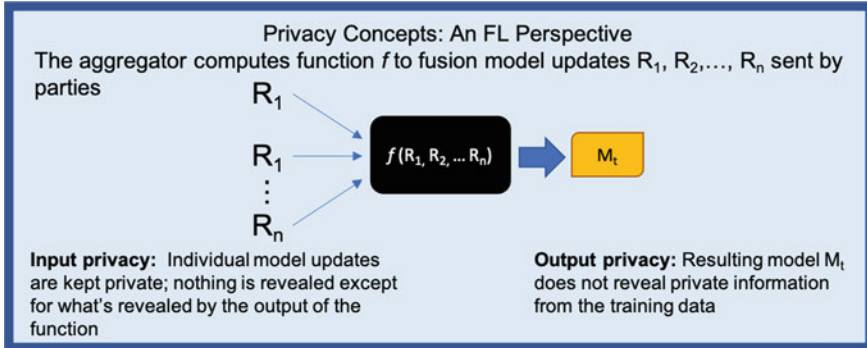 Privacy Concepts: An FL Perspective
The aggregator computes function f to fusion model updates R₁, R₂,…, Rₙ sent by
parties
R₁
R₁
⋮
Rₙ
f (R₁, R₂, … Rₙ)
Mₜ
Input privacy: Individual model updates
are kept private; nothing is revealed except
for what's revealed by the output of the
function
Output privacy: Resulting model Mₜ
does not reveal private information
from the training data